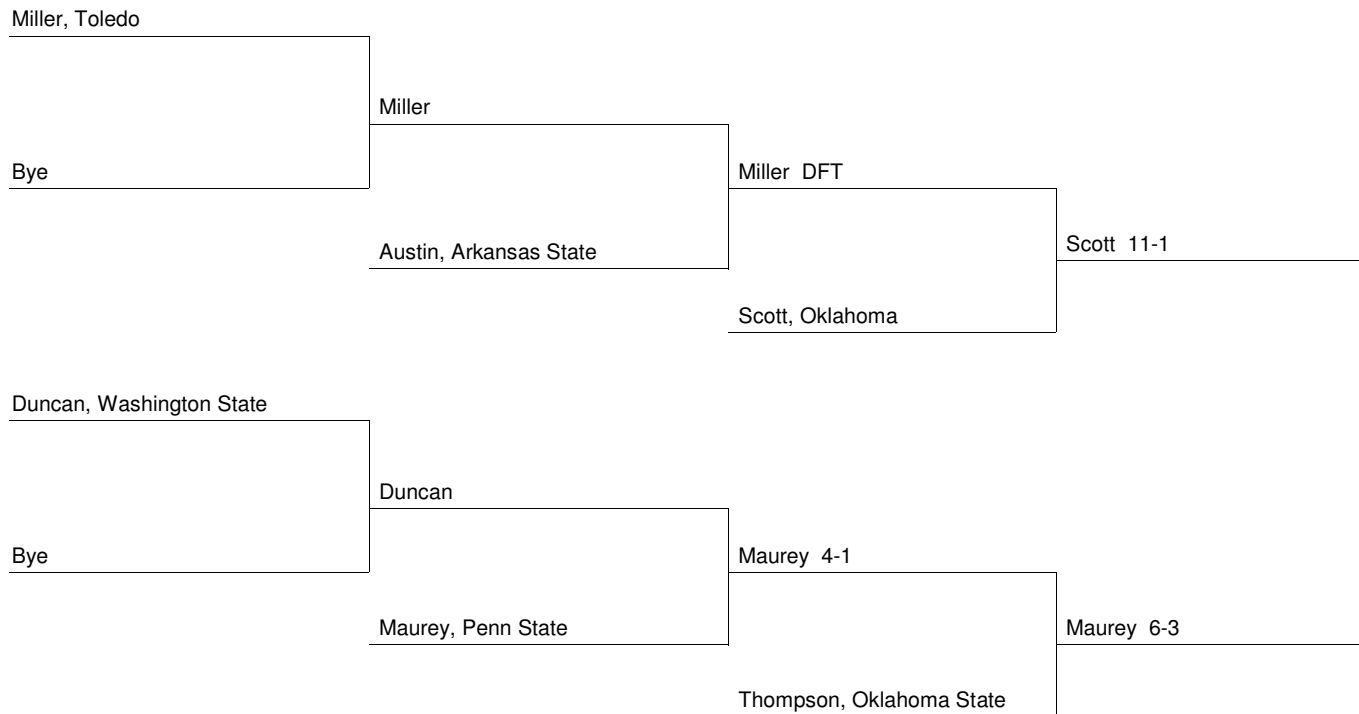 Miller, Toledo
Miller
Bye
Miller  DFT
Austin, Arkansas State
Scott  11-1
Scott, Oklahoma
Duncan, Washington State
Duncan
Bye
Maurey  4-1
Maurey, Penn State
Maurey  6-3
Thompson, Oklahoma State